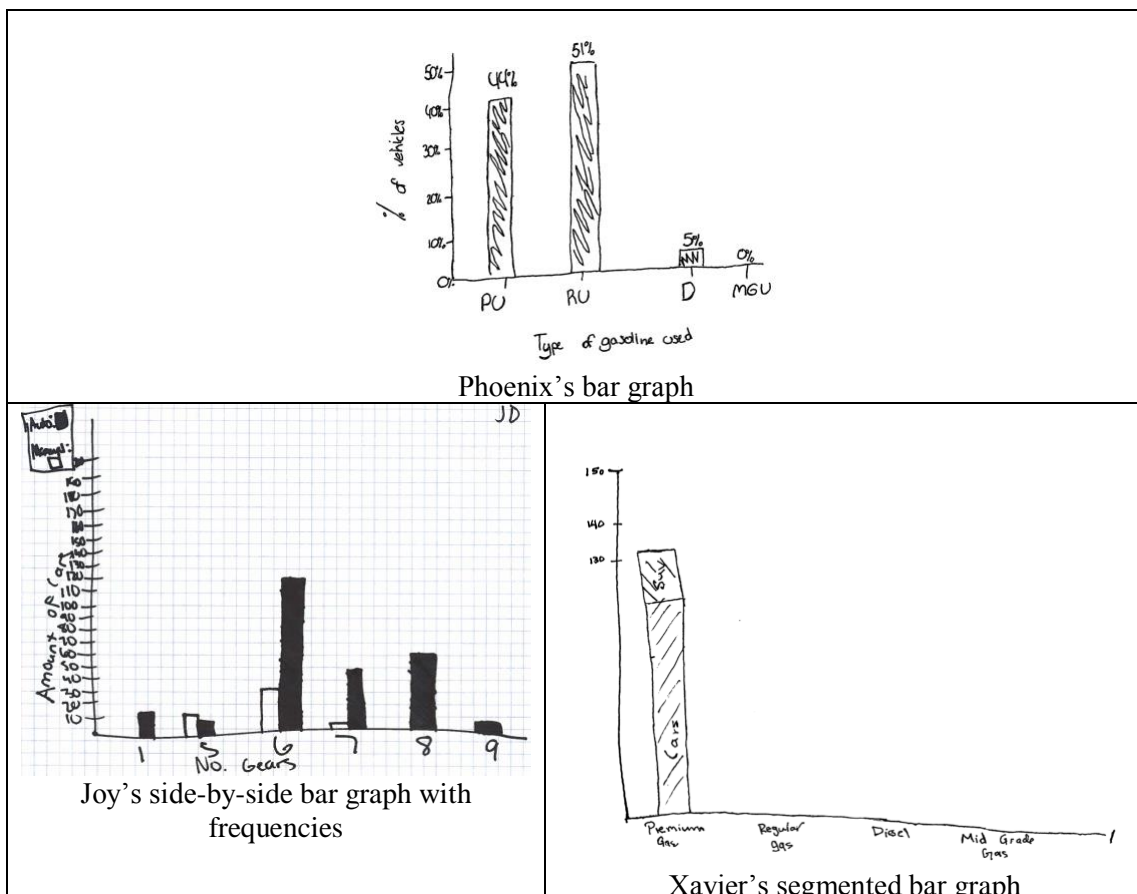 51%
44%
50%
40%
30%
20%
10%
0%
5%
0%
% of vehicles
PU
RU
D
MGU
Type of gasoline used
Phoenix's bar graph
JD
Auto:
Manual:
Amount of Cars
1
5
6
7
8
9
No. Gears
Joy's side-by-side bar graph with
frequencies
150
140
130
Suv
Cars
Premium
Gas
Regular
gas
Diesel
Mid Grade
Gas
Xavier's segmented bar graph